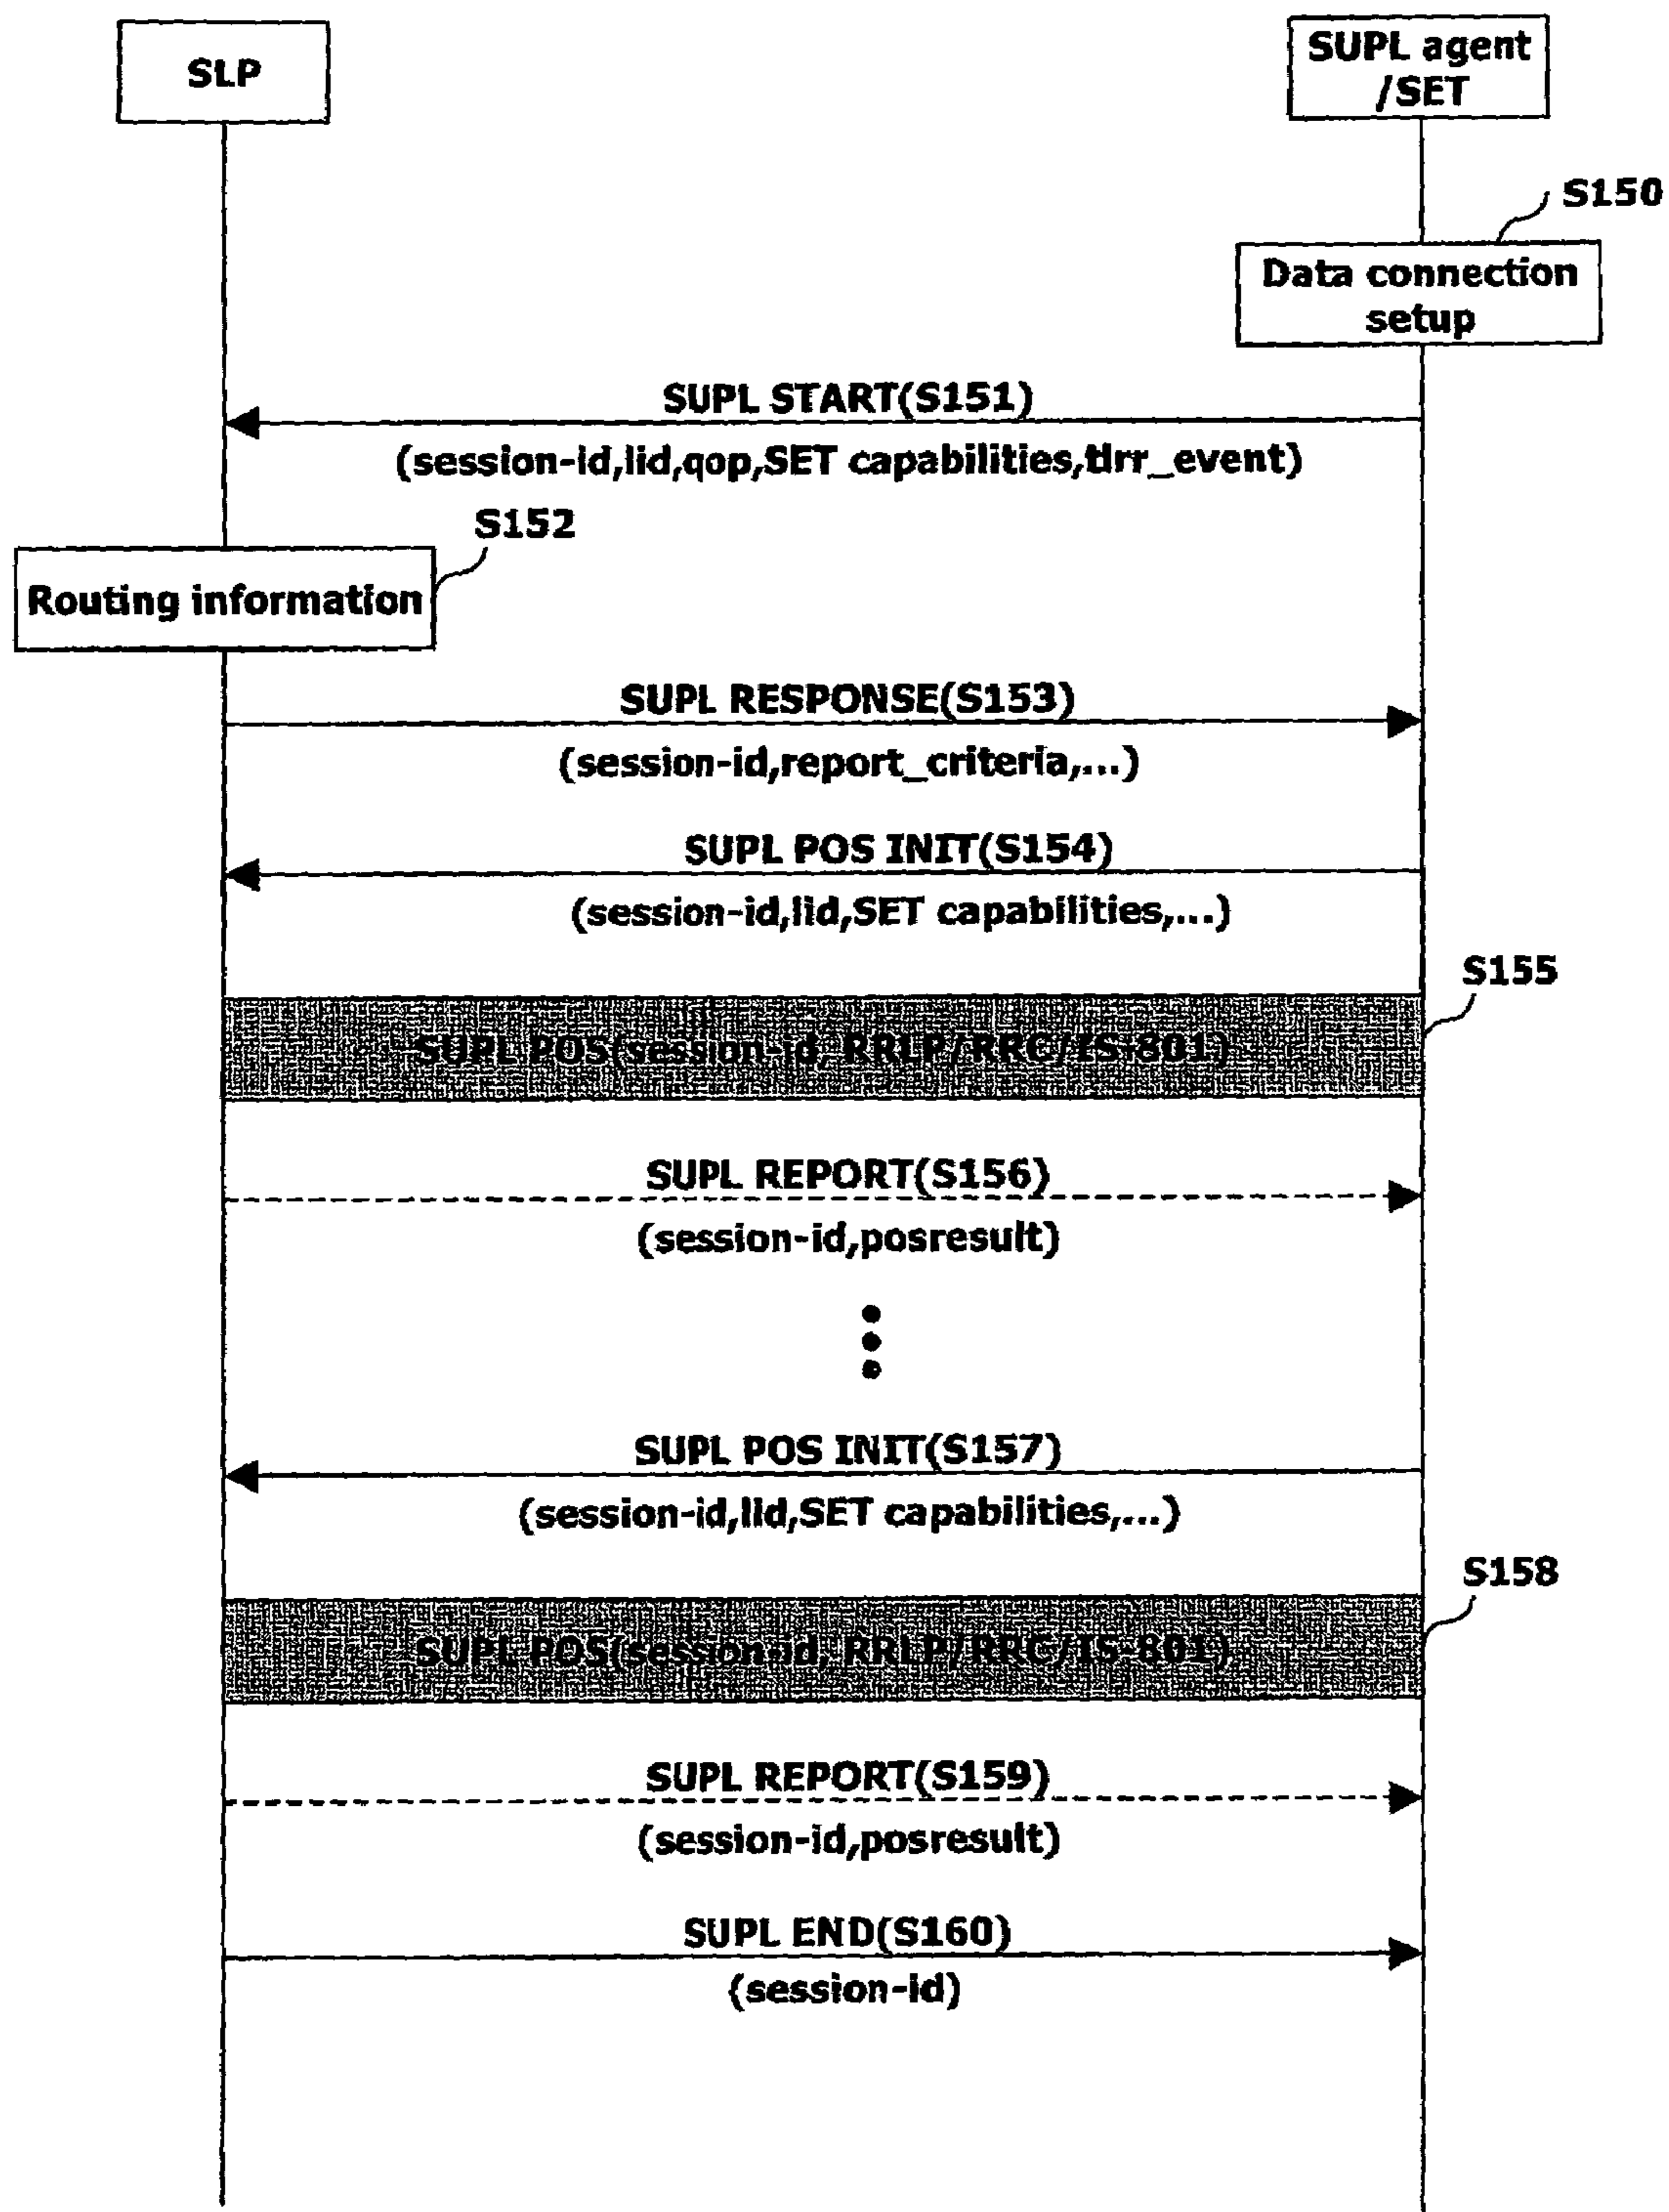 SLP
SUPL agent
/SET
S150
Data connection
setup
SUPL START(S151)
(session-id,lid,qop,SET capabilities,tlrr_event)
S152
Routing information
SUPL RESPONSE(S153)
(session-id,report_criteria,...)
SUPL POS INIT(S154)
(session-id,lid,SET capabilities,...)
S155
SUPL POS(session-id, RRLP/RRC/IS-801)
SUPL REPORT(S156)
(session-id,posresult)
SUPL POS INIT(S157)
(session-id,lid,SET capabilities,...)
S158
SUPL POS(session-id, RRLP/RRC/IS-801)
SUPL REPORT(S159)
(session-id,posresult)
SUPL END(S160)
(session-id)